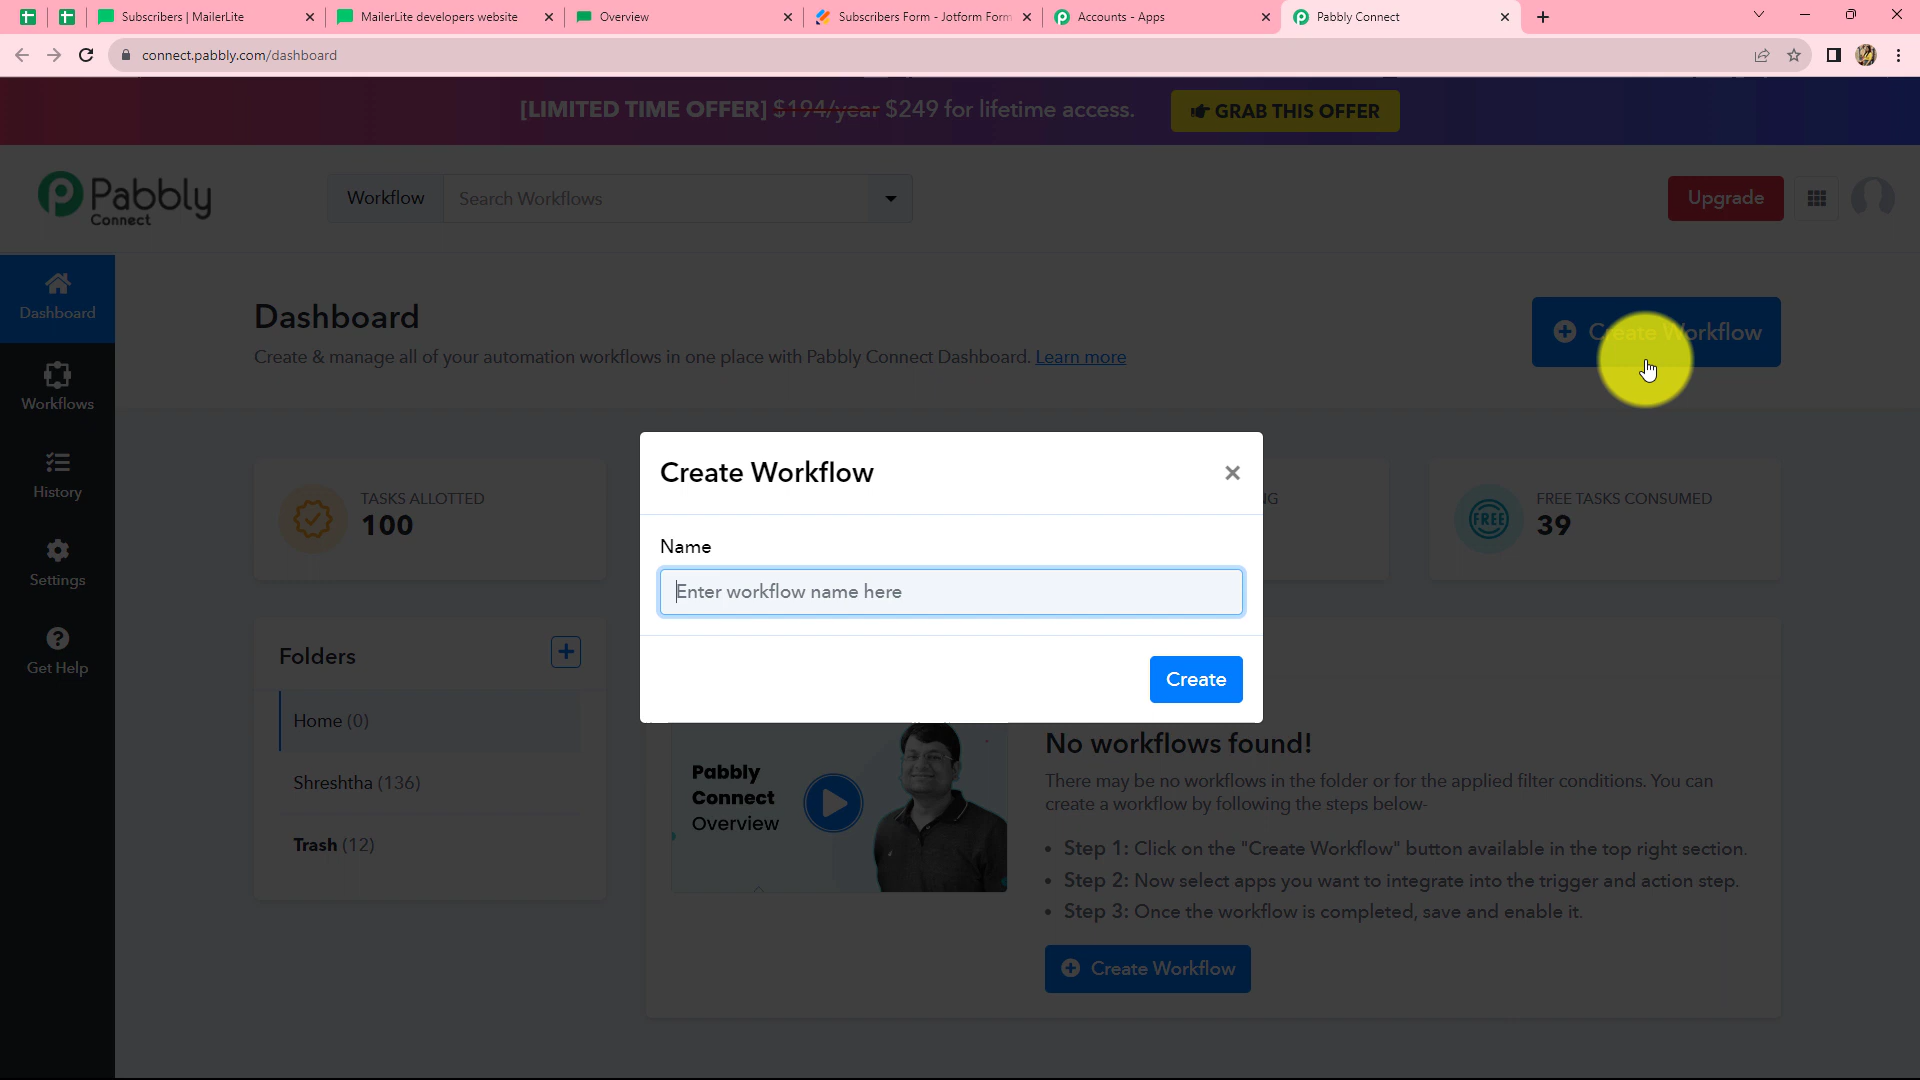 Subscribers | MailerLite
MailerLite developers website
Overview
Subscribers Form - Jotform Form
Accounts - Apps
Pabbly Connect
connect.pabbly.com/dashboard
[LIMITED TIME OFFER] $194/year $249 for lifetime access.
GRAB THIS OFFER
Pabbly
Connect
Workflow
Search Workflows
Upgrade
Dashboard
Workflows
History
Settings
Get Help
Dashboard
Create & manage all of your automation workflows in one place with Pabbly Connect Dashboard. Learn more
Create Workflow
TASKS ALLOTTED
100
NG
FREE
FREE TASKS CONSUMED
39
Create Workflow
Name
Enter workflow name here
Create
Folders
Home (0)
Shreshtha (136)
Trash (12)
Pabbly
Connect
Overview
No workflows found!
There may be no workflows in the folder or for the applied filter conditions. You can
create a workflow by following the steps below-
• Step 1: Click on the "Create Workflow" button available in the top right section.
• Step 2: Now select apps you want to integrate into the trigger and action step.
• Step 3: Once the workflow is completed, save and enable it.
Create Workflow